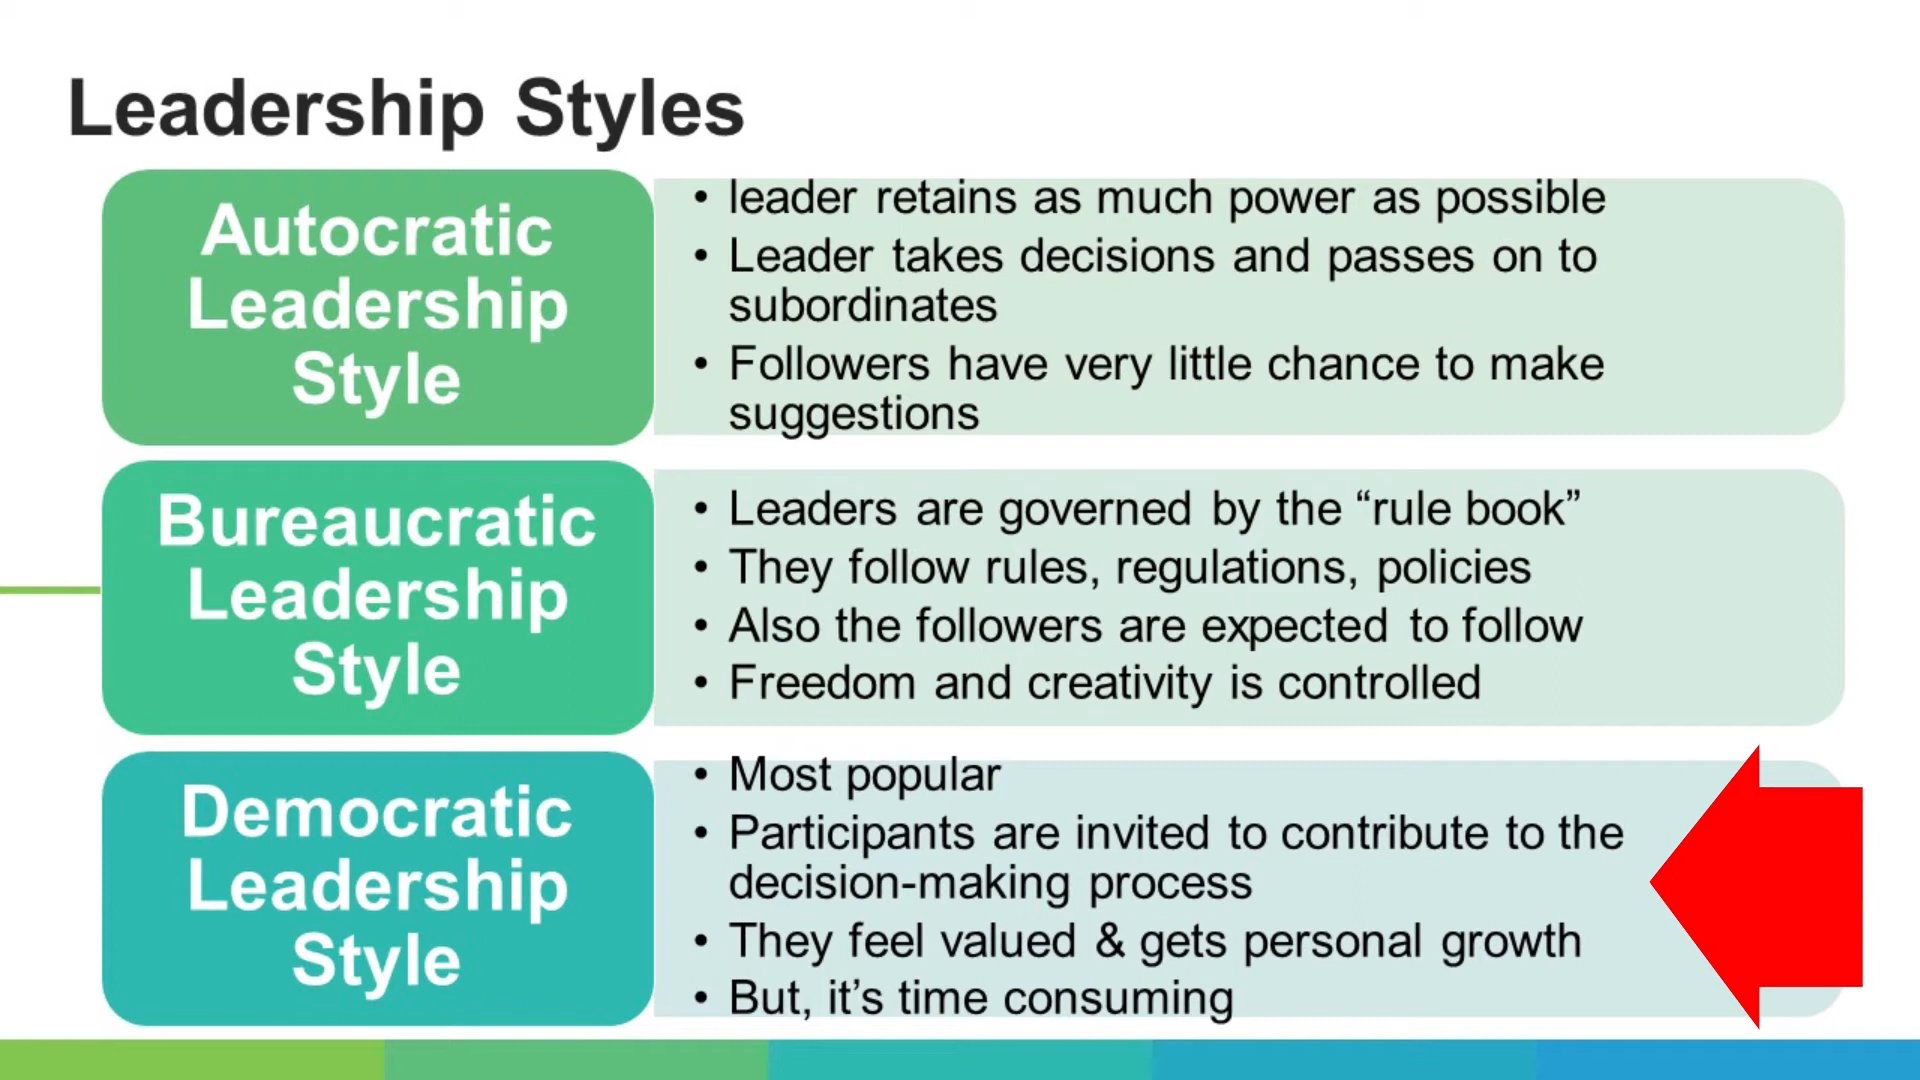 Leadership Styles
Autocratic
Leadership
Style
• leader retains as much power as possible
• Leader takes decisions and passes on to
subordinates
• Followers have very little chance to make
suggestions
Bureaucratic
Leadership
Style
• Leaders are governed by the “rule book”
• They follow rules, regulations, policies
• Also the followers are expected to follow
• Freedom and creativity is controlled
Democratic
Leadership
Style
• Most popular
• Participants are invited to contribute to the
decision-making process
• They feel valued & gets personal growth
• But, it’s time consuming